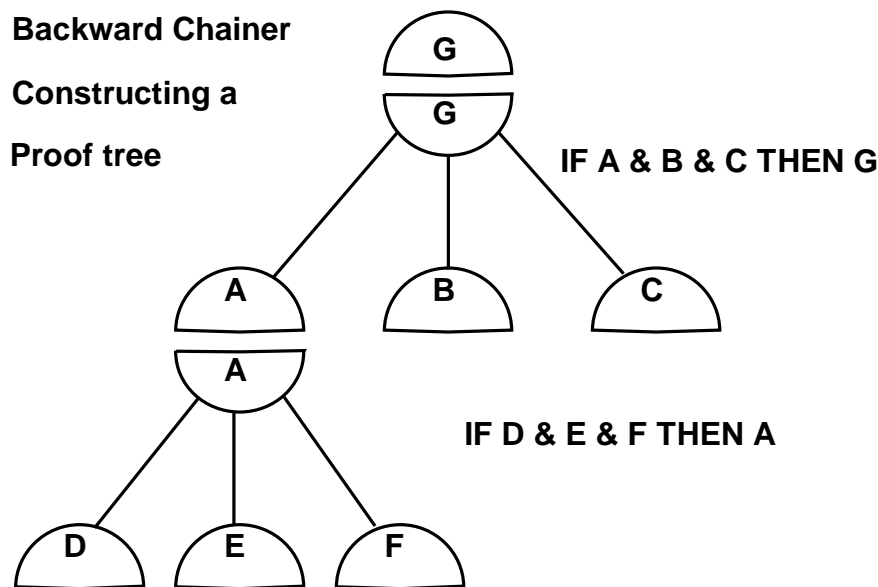 Backward Chainer
Constructing a
Proof tree
G
G
IF A & B & C THEN G
A
B
C
A
IF D & E & F THEN A
D
E
F